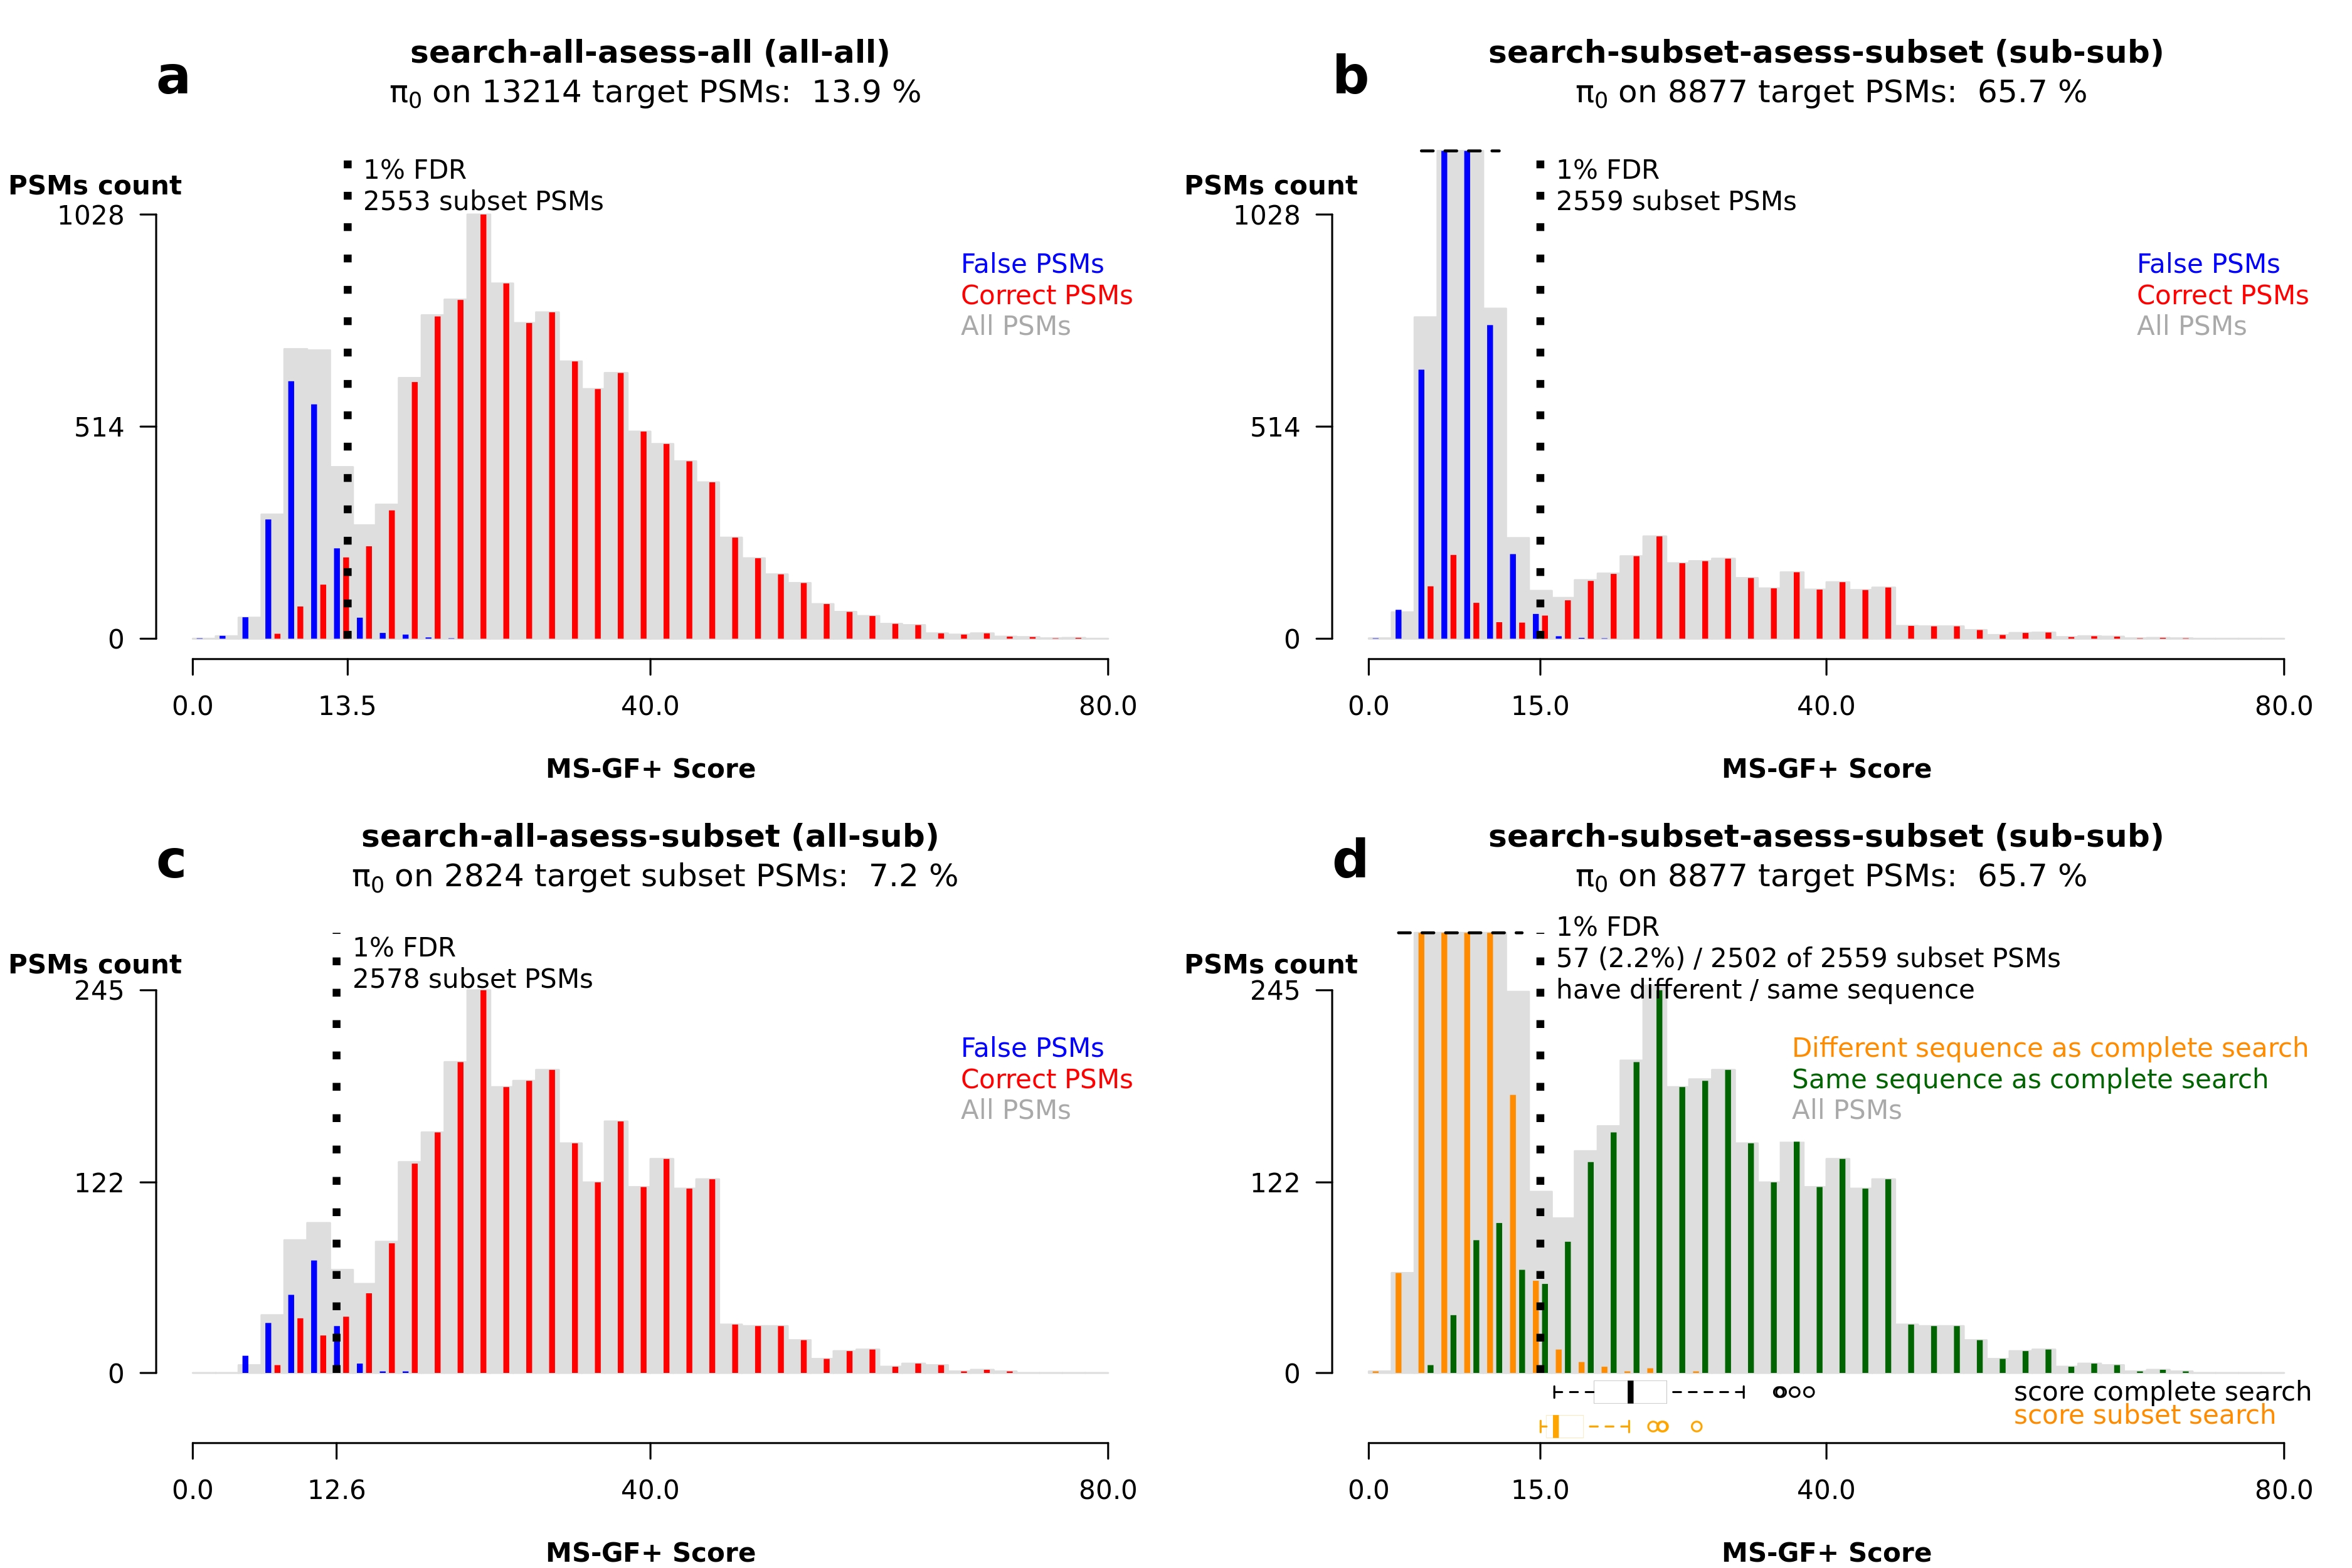 a
search-all-asess-all (all-all)
π0 on 13214 target PSMs: 13.9 %
1% FDR
2553 subset PSMs
PSMs count
1028
514
0
False PSMs
Correct PSMs
All PSMs
0.0
13.5
40.0
80.0
MS-GF+ Score
b
search-subset-asess-subset (sub-sub)
π0 on 8877 target PSMs: 65.7 %
1% FDR
2559 subset PSMs
PSMs count
1028
514
0
False PSMs
Correct PSMs
All PSMs
0.0
15.0
40.0
80.0
MS-GF+ Score
c
search-all-asess-subset (all-sub)
π0 on 2824 target subset PSMs: 7.2 %
1% FDR
2578 subset PSMs
PSMs count
245
122
0
False PSMs
Correct PSMs
All PSMs
0.0
12.6
40.0
80.0
MS-GF+ Score
d
search-subset-asess-subset (sub-sub)
π0 on 8877 target PSMs: 65.7 %
1% FDR
57 (2.2%) / 2502 of 2559 subset PSMs
have different / same sequence
PSMs count
245
122
0
Different sequence as complete search
Same sequence as complete search
All PSMs
score complete search
score subset search
0.0
15.0
40.0
80.0
MS-GF+ Score